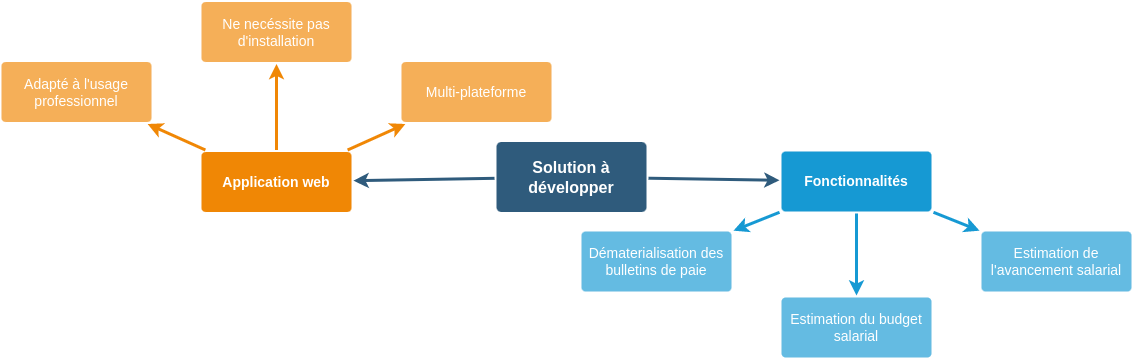 Ne necéssite pas
d'installation
Adapté à l'usage
professionnel
Multi-plateforme
Application web
Solution à
développer
Fonctionnalités
Dématerialisation des
bulletins de paie
Estimation du budget
salarial
Estimation de
l'avancement salarial